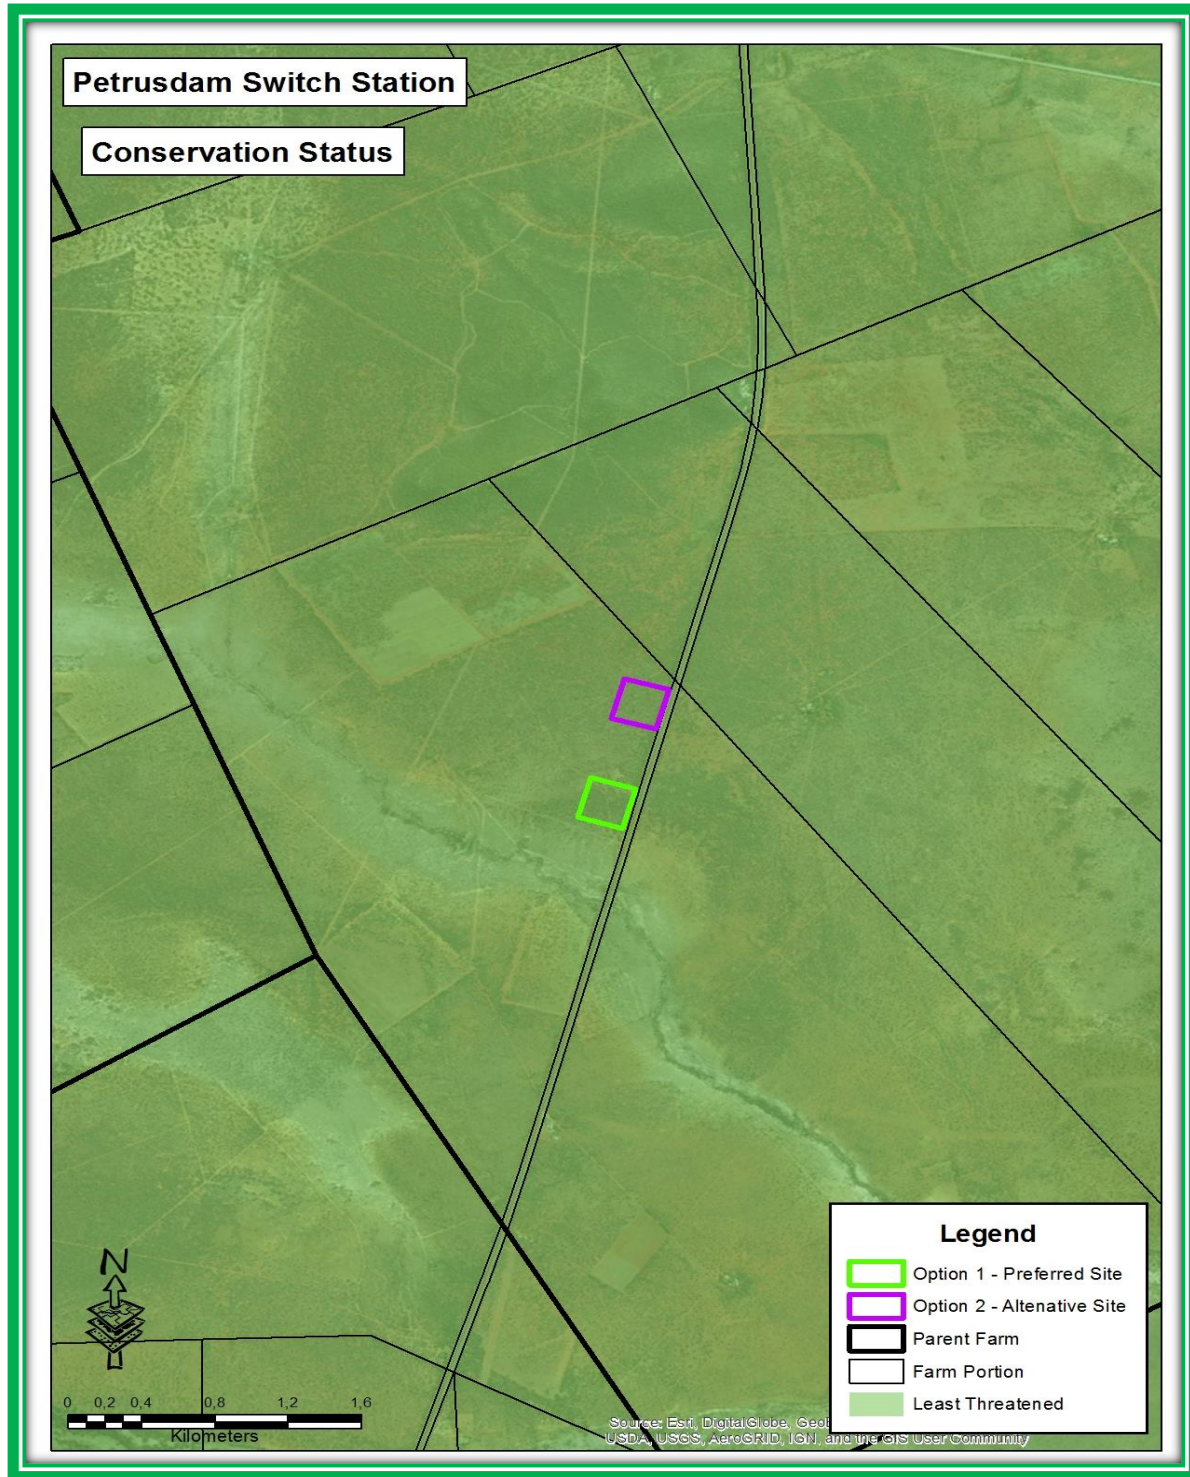 Petrusdam Switch Station
Conservation Status
Legend
Option 1 - Preferred Site
Option 2 - Altenative Site
Parent Farm
Farm Portion
Least Threatened
N
0 0,2 0,4 0,8 1,2 1,6
Kilometers
Source: Esri, DigitalGlobe,
USDA, USGS, AeroGRID, IGN, and the GIS User Community